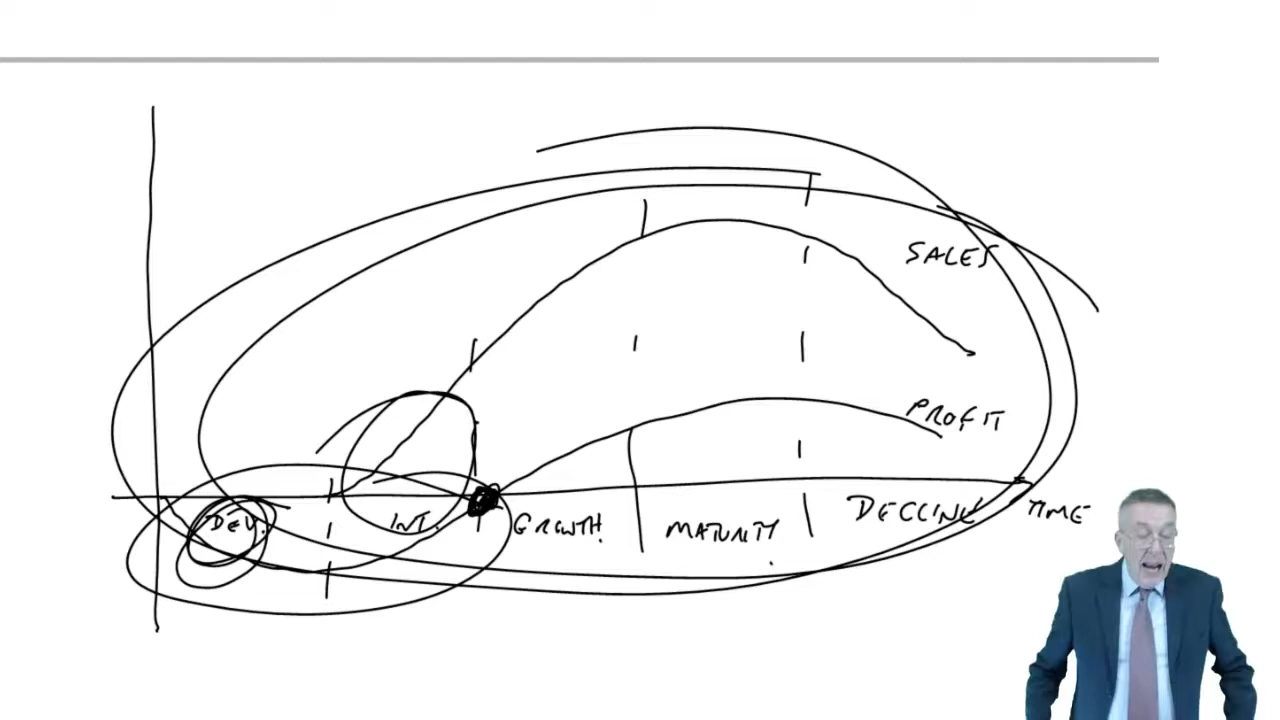 SALES
PROFIT
DEV.
INT.
GROWTH.
MATURITY
DECLINE
TIME